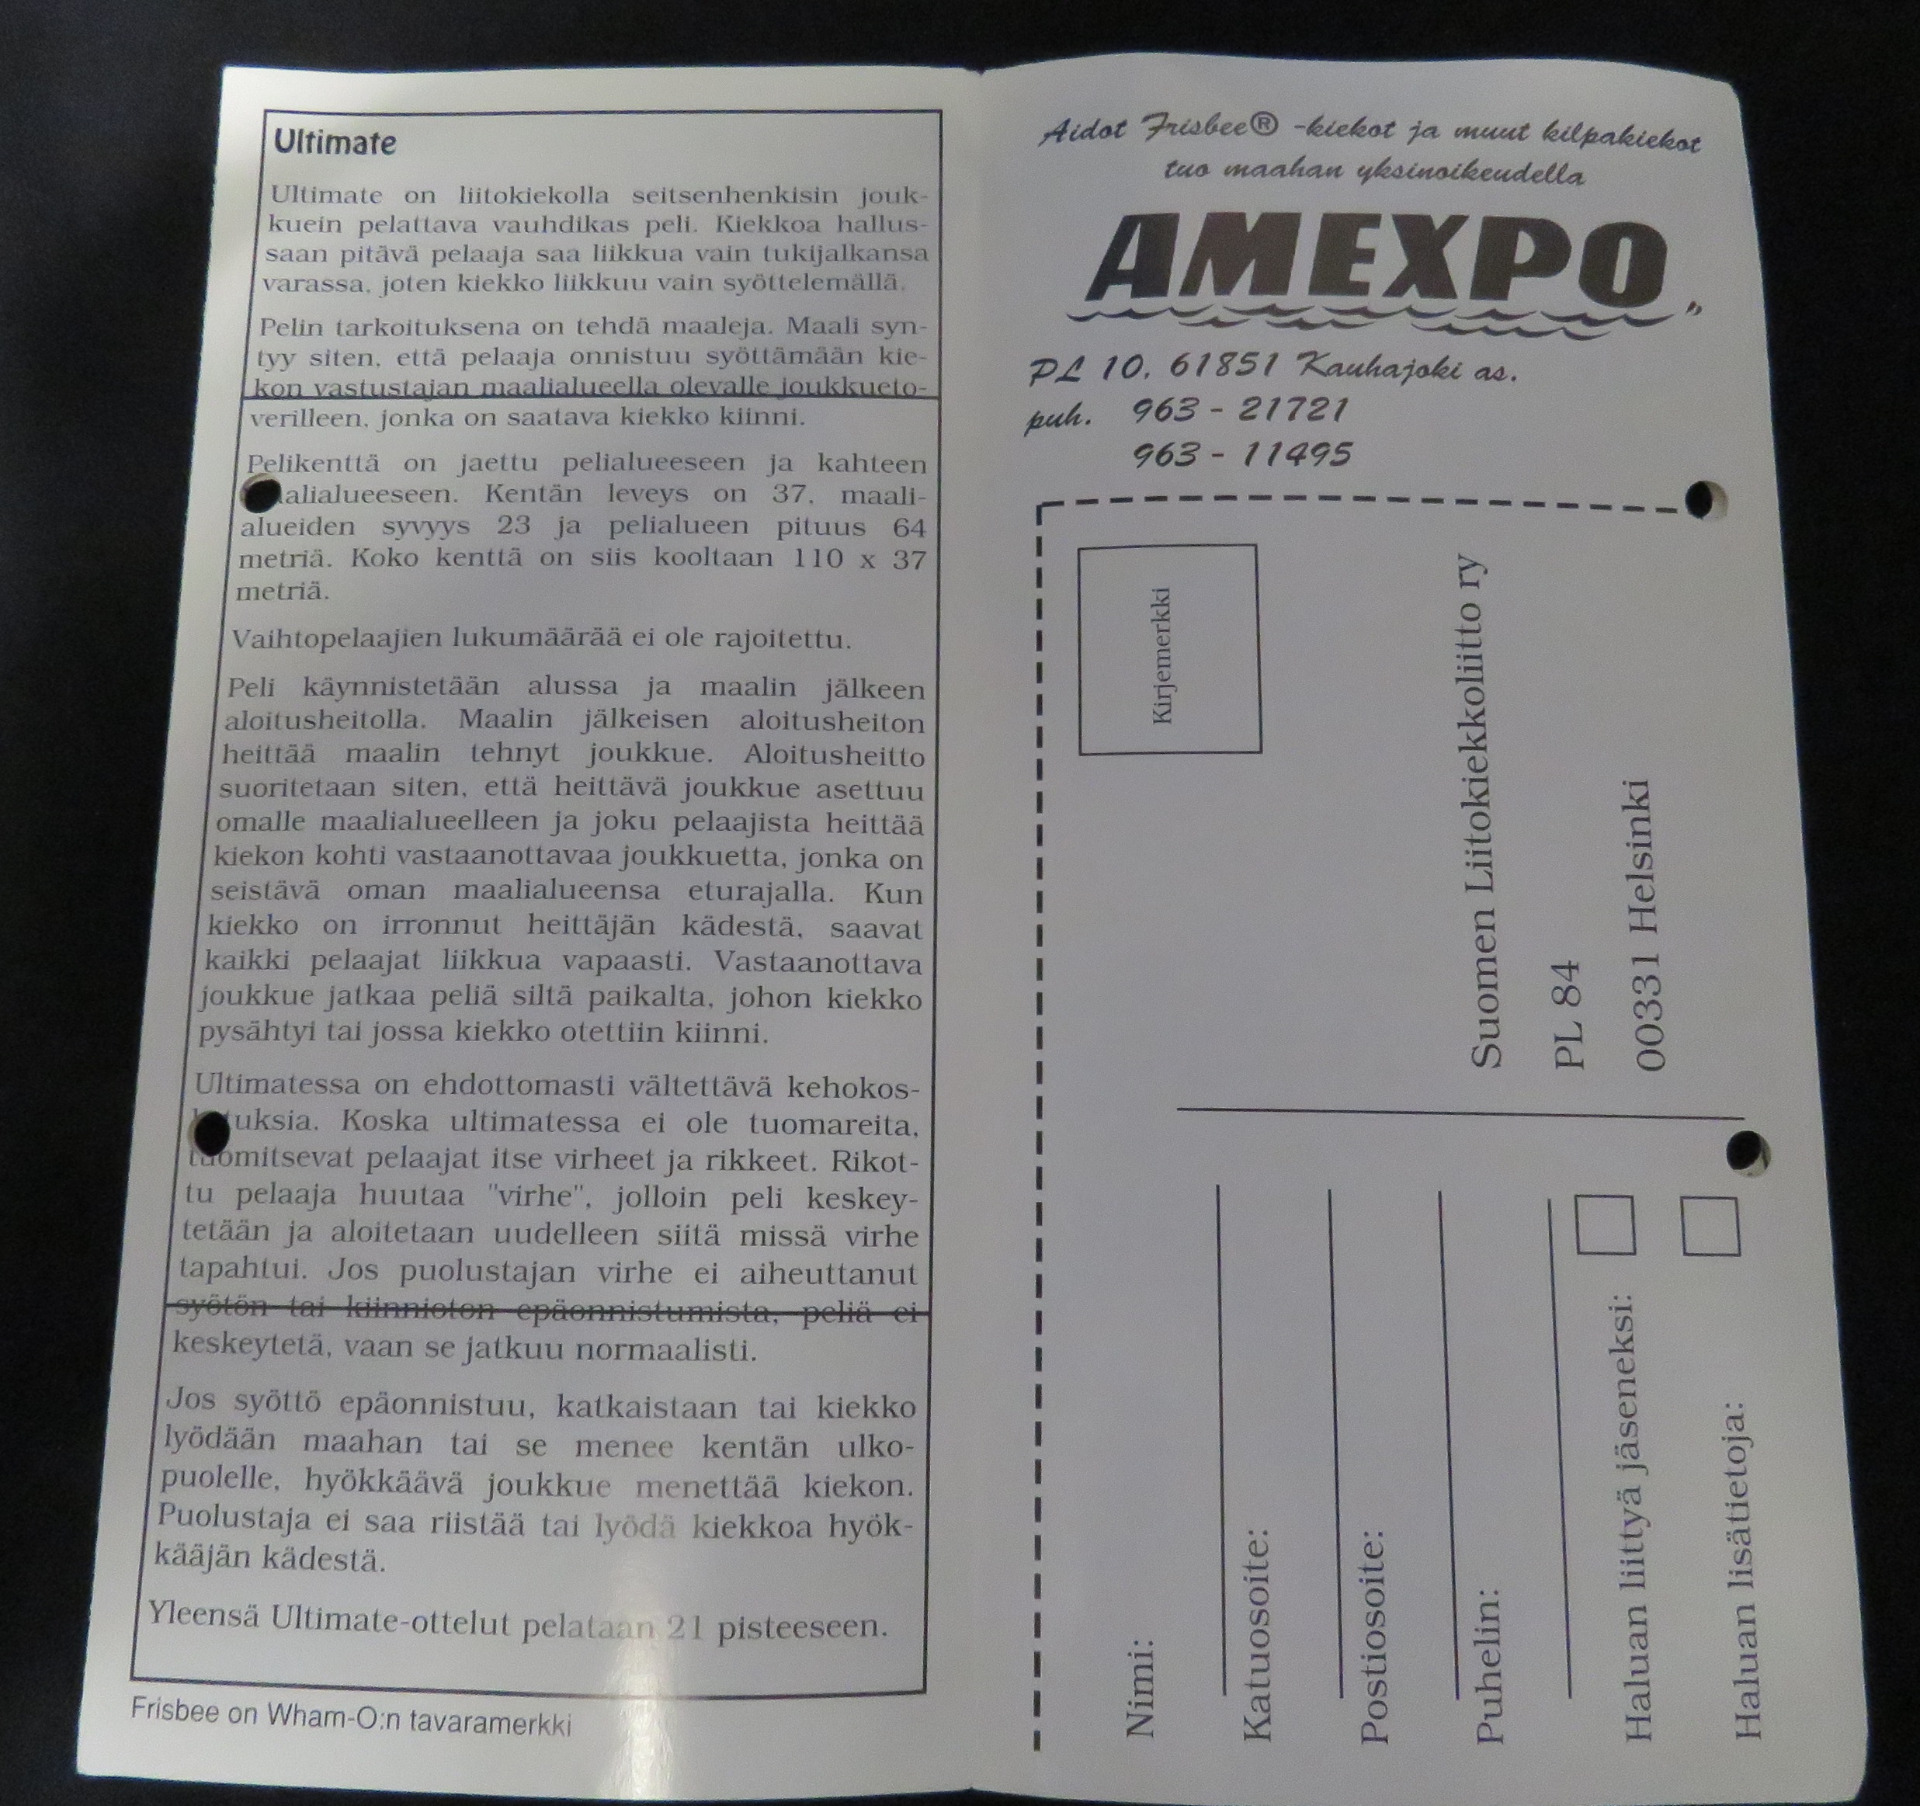 Ultimate
Ultimate on liitokiekolla seitsenhenkisin jouk-
kuein pelattava vauhdikas peli. Kiekkoa hallus-
saan pitävä pelaaja saa liikkua vain tukijalkansa
varassa, joten kiekko liikkuu vain syöttelemällä.
Pelin tarkoituksena on tehdä maaleja. Maali syn-
tyy siten, että pelaaja onnistuu syöttämään kie-
kon vastustajan maalialueella olevalle joukkueto-
verilleen, jonka on saatava kiekko kiinni.
Pelikenttä on jaettu pelialueeseen ja kahteen
alialueeseen. Kentän leveys on 37, maali-
alueiden syvyys 23 ja pelialueen pituus 64
metriä. Koko kenttä on siis kooltaan 110 x 37
metriä.
Vaihtopelaajien lukumäärää ei ole rajoitettu.
Peli käynnistetään alussa ja maalin jälkeen
aloitusheitolla. Maalin jälkeisen aloitusheiton
heittää maalin tehnyt joukkue. Aloitusheitto
suoritetaan siten, että heittävä joukkue asettuu
omalle maalialueelleen ja joku pelaajista heittää
kiekon kohti vastaanottavaa joukkuetta, jonka on
seistävä oman maalialueensa eturajalla. Kun
kiekko on irronnut heittäjän kädestä, saavat
kaikki pelaajat liikkua vapaasti. Vastaanottava
joukkue jatkaa peliä siltä paikalta, johon kiekko
pysähtyi tai jossa kiekko otettiin kiinni.
Ultimatessa on ehdottomasti vältettävä kehokos-
tuksia. Koska ultimatessa ei ole tuomareita,
tuomitsevat pelaajat itse virheet ja rikkeet. Rikot-
tu pelaaja huutaa "virhe", jolloin peli keskey-
tetään ja aloitetaan uudelleen siitä missä virhe
tapahtui. Jos puolustajan virhe ei aiheuttanut
syötön tai kiinnioton epäonnistumista, peliä ei
keskeytetä, vaan se jatkuu normaalisti.
Jos syöttö epäonnistuu, katkaistaan tai kiekko
lyödään maahan tai se menee kentän ulko-
puolelle, hyökkäävä joukkue menettää kiekon.
Puolustaja ei saa riistää tai lyödä kiekkoa hyök-
kääjän kädestä.
Yleensä Ultimate-ottelut pelataan 21 pisteeseen.
Frisbee on Wham-O:n tavaramerkki
Aidot Frisbee® -kiekot ja muut kilpakiekot
tuo maahan yksinoikeudella
AMEXPO
PL 10, 61851 Kauhajoki as.
puh. 963 - 21721
963 - 11495
Kirjemerkki
Suomen Liitokiekkoliitto ry
PL 84
00331 Helsinki
Nimi:
Katuosoite:
Postiosoite:
Puhelin:
Haluan liittyä jäseneksi:
Haluan lisätietoja: